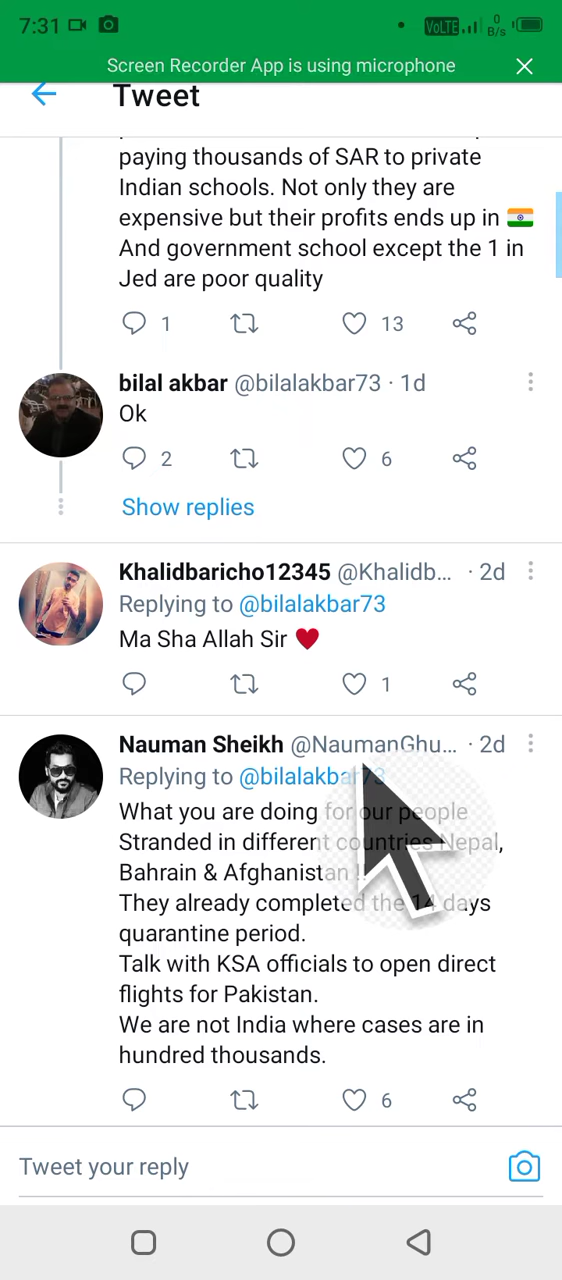 7:31 VoLTE 0 B/s
Screen Recorder App is using microphone
Tweet
paying thousands of SAR to private
Indian schools. Not only they are
expensive but their profits ends up in 🇮🇳
And government school except the 1 in
Jed are poor quality
1 13
bilal akbar @bilalakbar73 · 1d
Ok
2 6
Show replies
Khalidbaricho12345 @Khalidb... · 2d
Replying to @bilalakbar73
Ma Sha Allah Sir ♥️
1
Nauman Sheikh @NaumanGhu... · 2d
Replying to @bilalakbar73
What you are doing for our people
Stranded in different countries Nepal,
Bahrain & Afghanistan !!
They already completed the 14 days
quarantine period.
Talk with KSA officials to open direct
flights for Pakistan.
We are not India where cases are in
hundred thousands.
6
Tweet your reply